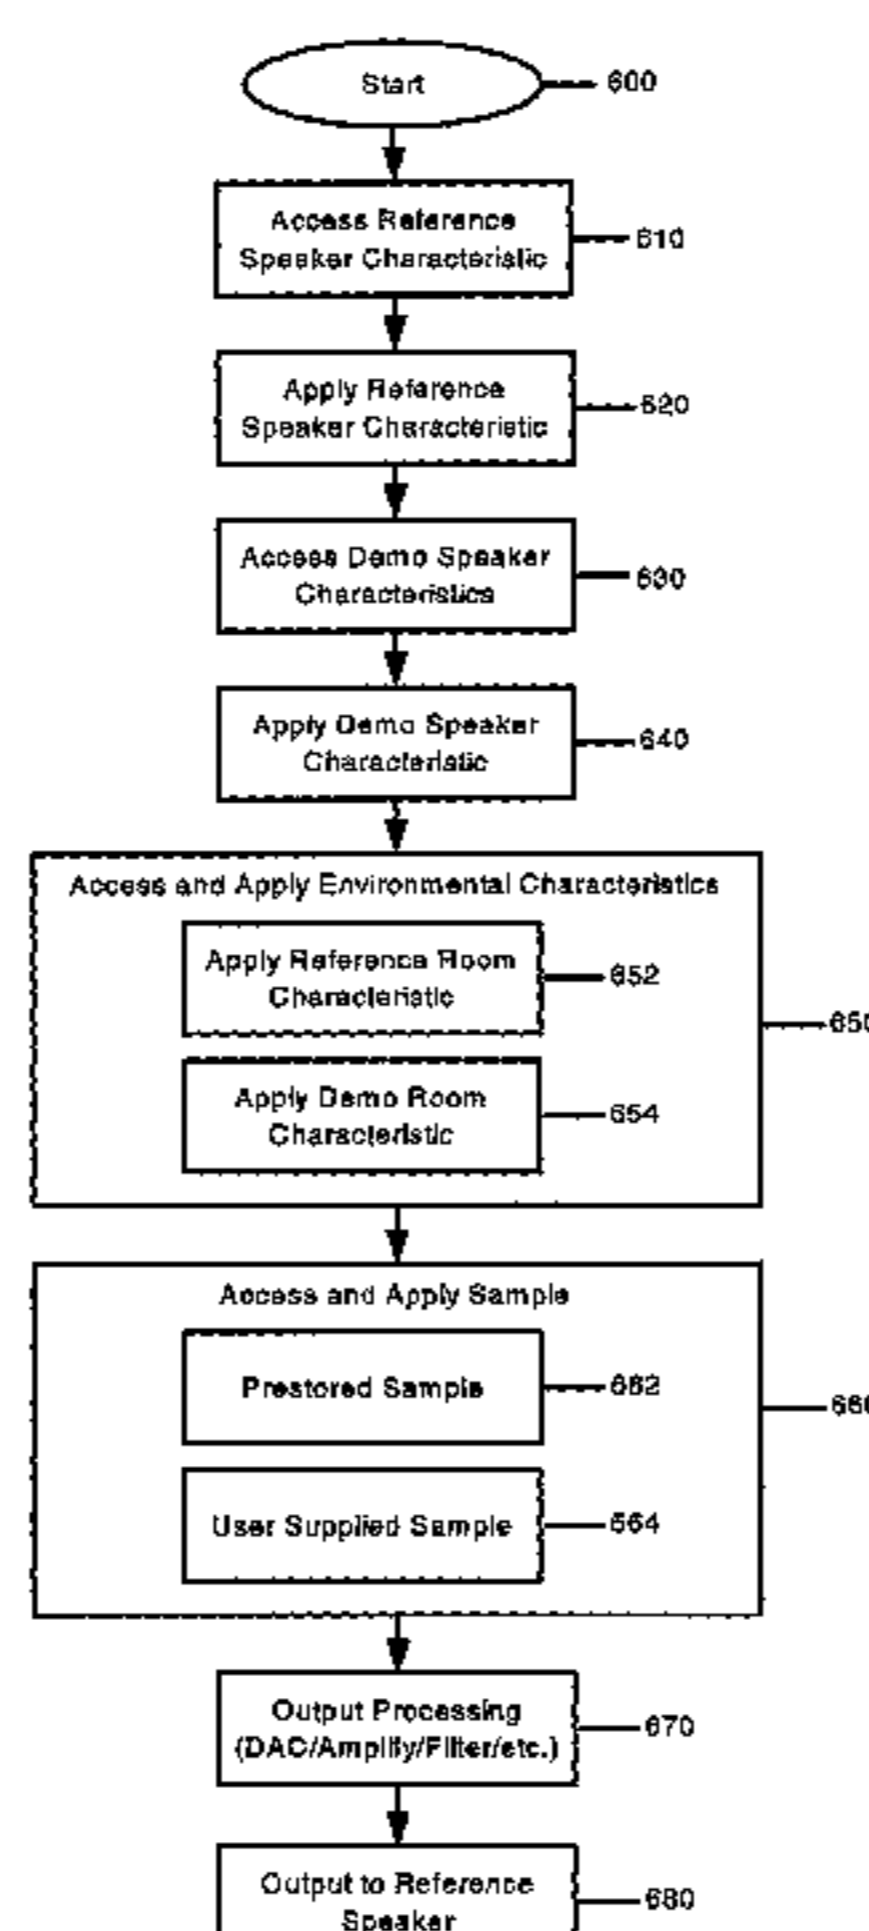 Start
600
Access Reference
Speaker Characteristic
610
Apply Reference
Speaker Characteristic
620
Access Demo Speaker
Characteristics
630
Apply Demo Speaker
Characteristic
640
Access and Apply Environmental Characteristics
Apply Reference Room
Characteristic
652
650
Apply Demo Room
Characteristic
654
Access and Apply Sample
Prestored Sample
662
660
User Supplied Sample
664
Output Processing
(DAC/Amplify/Filter/etc.)
670
Output to Reference
Speaker
680